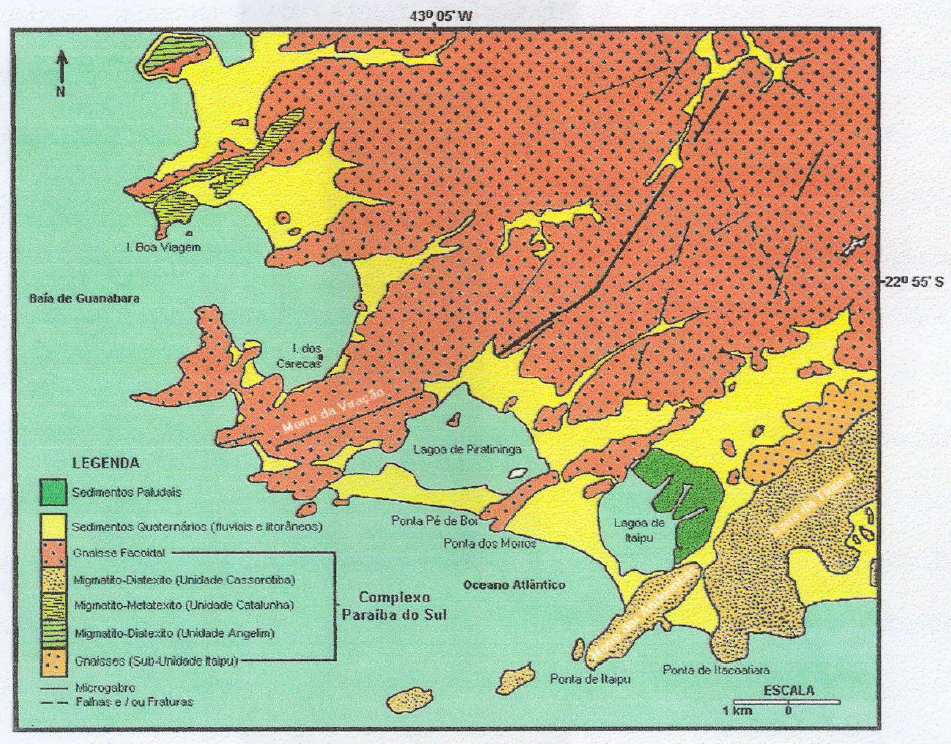 43º 05' W
N
I. Boa Viagem
22º 55' S
Baía de Guanabara
I. dos
Carecas
Morro da Viração
Lagoa de Piratininga
LEGENDA
Sedimentos Paludais
Sedimentos Quaternários (fluviais e litorâneos)
Gnaisse Facoidal
Migmatito-Diatexito (Unidade Cassorotiba)
Migmatito-Metatexito (Unidade Catalunha)
Migmatito-Diatexito (Unidade Angelim)
Gnaisses (Sub-Unidade Itaipu)
Microgabro
Falhas e / ou Fraturas
Complexo
Paraíba do Sul
Ponta Pé de Boi
Ponta dos Morros
Lagoa de
Itaipu
Oceano Atlântico
Ponta de Itaipu
Ponta de Itacoatiara
ESCALA
1 km 0